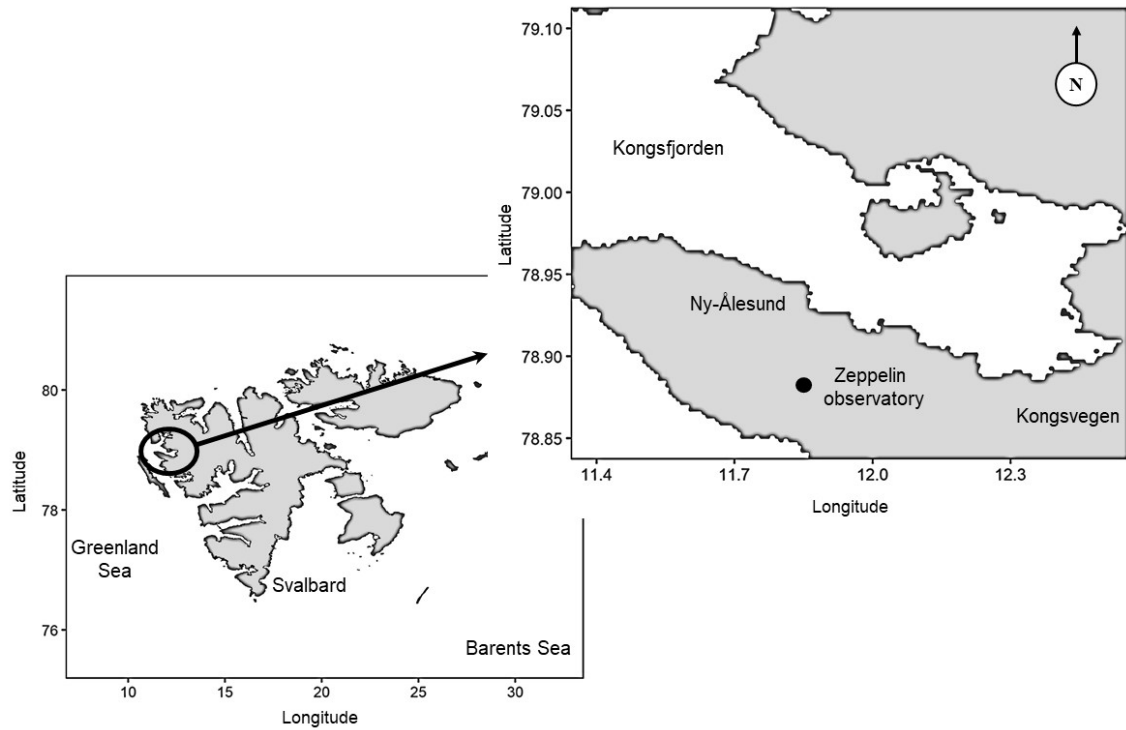 79.10
79.05
79.00
78.95
78.90
78.85
Latitude
N
Kongsfjorden
Ny-Ålesund
Zeppelin
observatory
Kongsvegen
11.4 11.7 12.0 12.3
Longitude
80
78
76
Latitude
Greenland
Sea
Svalbard
Barents Sea
10 15 20 25 30
Longitude